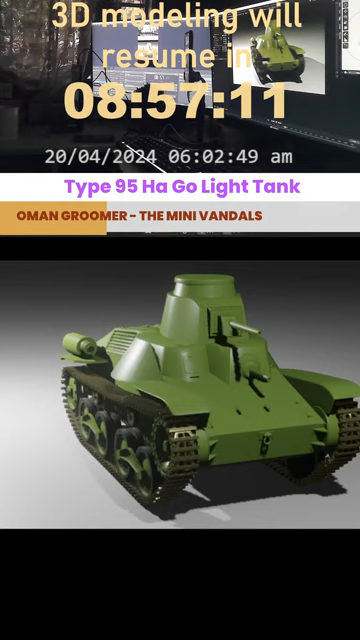 3D modeling will
resume in
08:57:11
20/04/2024 06:02:49 am
Type 95 Ha Go Light Tank
OMAN GROOMER - THE MINI VANDALS